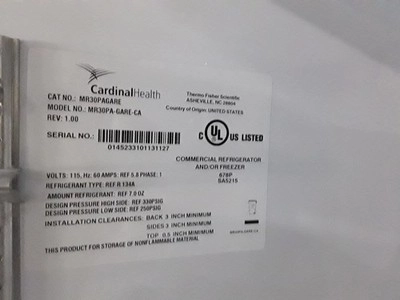 CardinalHealth
Thermo Fisher Scientific
ASHEVILLE, NC 28804
Country of Origin: UNITED STATES
CAT NO.: MR30PAGARE
MODEL NO.: MR30PA-GARE-CA
REV: 1.00
SERIAL NO.:
0145233101131127
C UL US LISTED
COMMERCIAL REFRIGERATOR
AND/OR FREEZER
678P
SA5215
VOLTS: 115, Hz: 60 AMPS: REF 5.8 PHASE: 1
REFRIGERANT TYPE: REF R 134A
AMOUNT REFRIGERANT: REF 7.0 OZ
DESIGN PRESSURE HIGH SIDE: REF 330PSIG
DESIGN PRESSURE LOW SIDE: REF 250PSIG
INSTALLATION CLEARANCES: BACK 3 INCH MINIMUM
SIDES 3 INCH MINIMUM
TOP 0.5 INCH MINIMUM
THIS PRODUCT FOR STORAGE OF NONFLAMMABLE MATERIAL